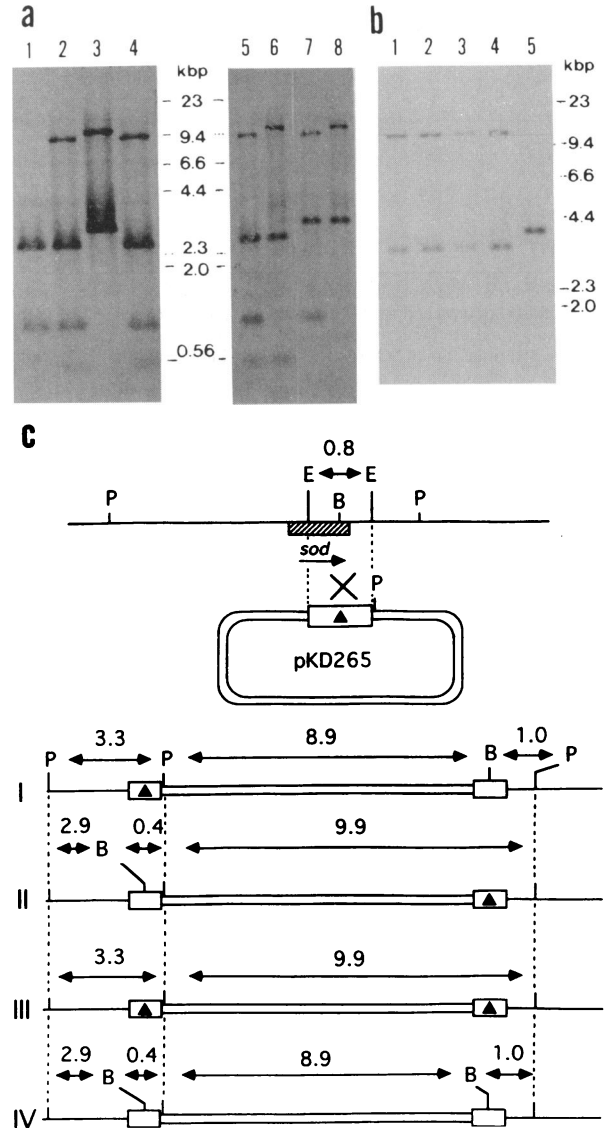 a
b
1 2 3 4
5 6 7 8
1 2 3 4 5
kbp
kbp
23
9.4
6.6
4.4
2.3
2.0
0.56
23
9.4
6.6
4.4
2.3
2.0
c
0.8
E E
P B P
sod
P
pKD265
3.3 8.9 1.0
P P B P
I
2.9 0.4 9.9
B
II
3.3 9.9
III
2.9 0.4 8.9 1.0
B B
IV